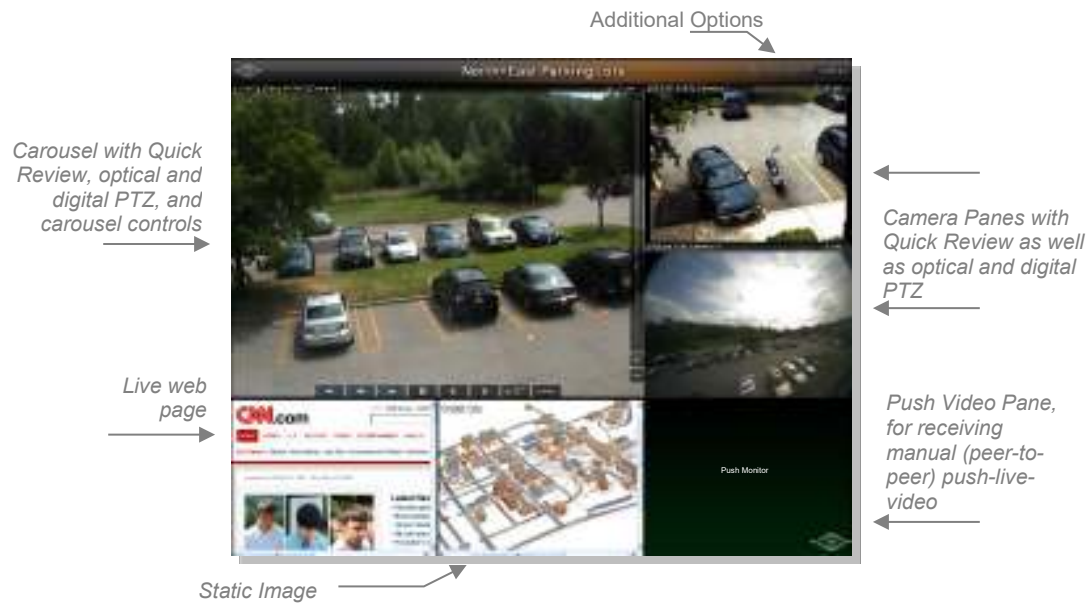 Additional Options
North-East Parking Lots
Carousel with Quick
Review, optical and
digital PTZ, and
carousel controls
Camera Panes with
Quick Review as well
as optical and digital
PTZ
Live web
page
CNN.com
Push Video Pane,
for receiving
manual (peer-to-
peer) push-live-
video
Push Monitor
Static Image